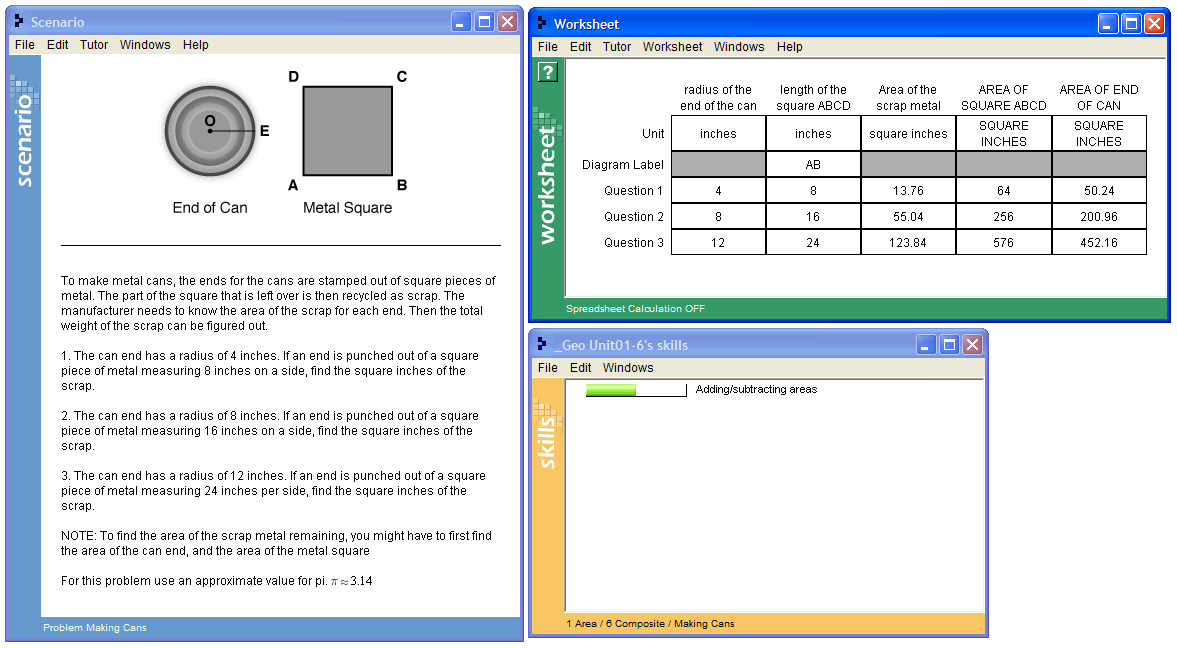 Scenario
File Edit Tutor Windows Help
scenario
D C
O
E
A B
End of Can Metal Square
To make metal cans, the ends for the cans are stamped out of square pieces of
metal. The part of the square that is left over is then recycled as scrap. The
manufacturer needs to know the area of the scrap for each end. Then the total
weight of the scrap can be figured out.
1. The can end has a radius of 4 inches. If an end is punched out of a square
piece of metal measuring 8 inches on a side, find the square inches of the
scrap.
2. The can end has a radius of 8 inches. If an end is punched out of a square
piece of metal measuring 16 inches on a side, find the square inches of the
scrap.
3. The can end has a radius of 12 inches. If an end is punched out of a square
piece of metal measuring 24 inches per side, find the square inches of the
scrap.
NOTE: To find the area of the scrap metal remaining, you might have to first find
the area of the can end, and the area of the metal square
For this problem use an approximate value for pi. π ≈ 3.14
Problem Making Cans
Worksheet
File Edit Tutor Worksheet Windows Help
?
worksheet
radius of the length of the Area of the AREA OF AREA OF END
end of the can square ABCD scrap metal SQUARE ABCD OF CAN
Unit inches inches square inches SQUARE INCHES SQUARE INCHES
Diagram Label AB
Question 1 4 8 13.76 64 50.24
Question 2 8 16 55.04 256 200.96
Question 3 12 24 123.84 576 452.16
Spreadsheet Calculation OFF
_Geo Unit01-6's skills
File Edit Windows
skills
Adding/subtracting areas
1 Area / 6 Composite / Making Cans